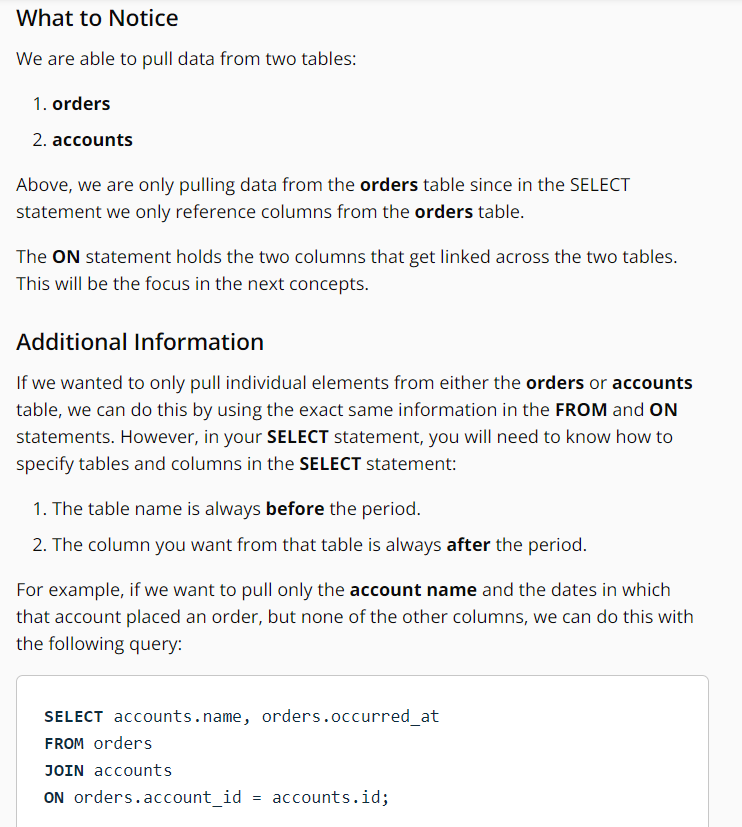 What to Notice
We are able to pull data from two tables:
1. orders
2. accounts
Above, we are only pulling data from the orders table since in the SELECT
statement we only reference columns from the orders table.
The ON statement holds the two columns that get linked across the two tables.
This will be the focus in the next concepts.
Additional Information
If we wanted to only pull individual elements from either the orders or accounts
table, we can do this by using the exact same information in the FROM and ON
statements. However, in your SELECT statement, you will need to know how to
specify tables and columns in the SELECT statement:
1. The table name is always before the period.
2. The column you want from that table is always after the period.
For example, if we want to pull only the account name and the dates in which
that account placed an order, but none of the other columns, we can do this with
the following query:
SELECT accounts.name, orders.occurred_at
FROM orders
JOIN accounts
ON orders.account_id = accounts.id;